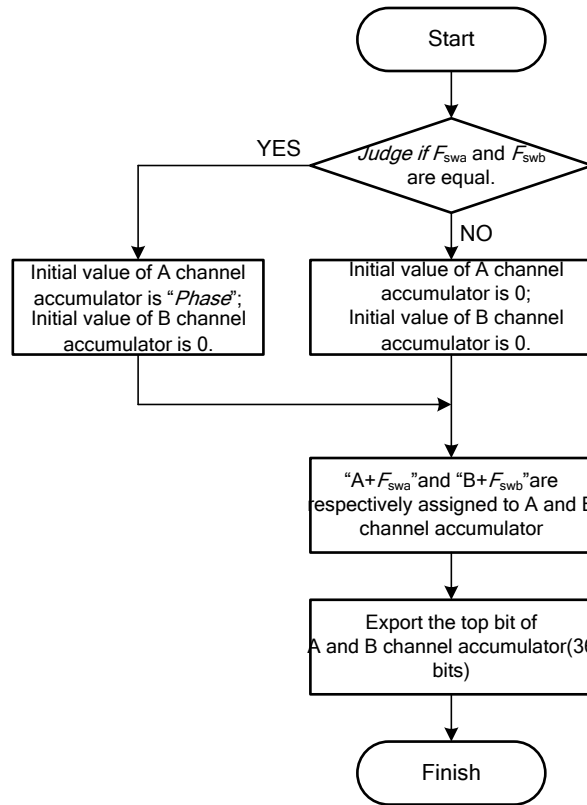 Start
Judge if Fswa and Fswb
are equal.
YES
NO
Initial value of A channel
accumulator is “Phase”;
Initial value of B channel
accumulator is 0.
Initial value of A channel
accumulator is 0;
Initial value of B channel
accumulator is 0.
“A+Fswa”and “B+Fswb”are
respectively assigned to A and B
channel accumulator
Export the top bit of
A and B channel accumulator(36
bits)
Finish